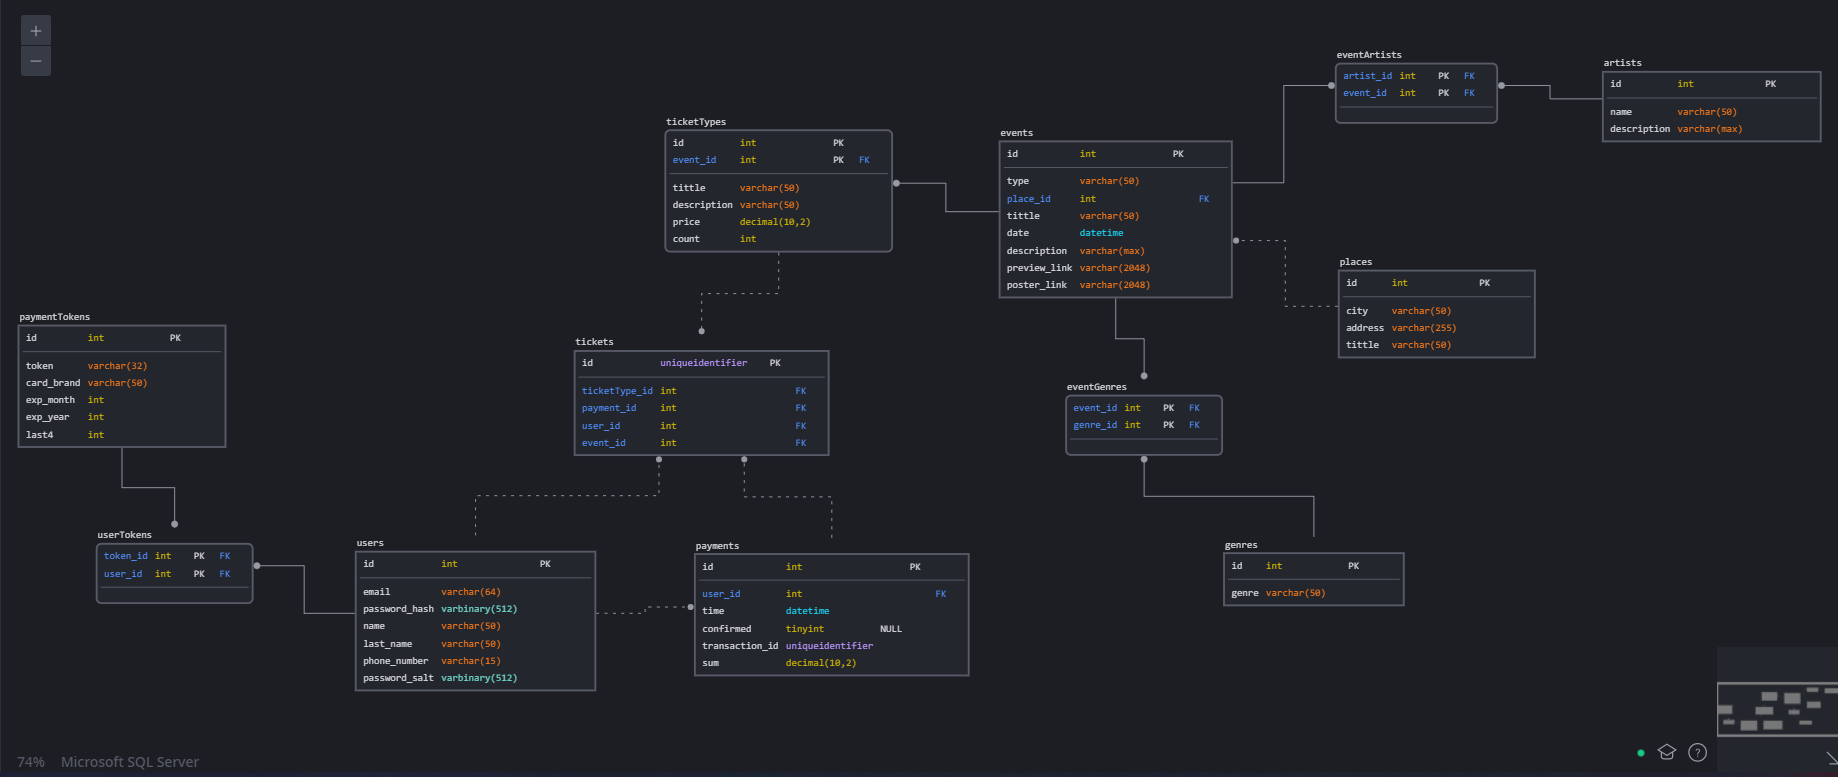 +
−
eventArtists
artist_id int PK FK
event_id int PK FK
artists
id int PK
name varchar(50)
description varchar(max)
ticketTypes
id int PK
event_id int PK FK
tittle varchar(50)
description varchar(50)
price decimal(10,2)
count int
events
id int PK
type varchar(50)
place_id int FK
tittle varchar(50)
date datetime
description varchar(max)
preview_link varchar(2048)
poster_link varchar(2048)
places
id int PK
city varchar(50)
address varchar(255)
tittle varchar(50)
paymentTokens
id int PK
token varchar(32)
card_brand varchar(50)
exp_month int
exp_year int
last4 int
tickets
id uniqueidentifier PK
ticketType_id int FK
payment_id int FK
user_id int FK
event_id int FK
eventGenres
event_id int PK FK
genre_id int PK FK
userTokens
token_id int PK FK
user_id int PK FK
users
id int PK
email varchar(64)
password_hash varbinary(512)
name varchar(50)
last_name varchar(50)
phone_number varchar(15)
password_salt varbinary(512)
payments
id int PK
user_id int FK
time datetime
confirmed tinyint NULL
transaction_id uniqueidentifier
sum decimal(10,2)
genres
id int PK
genre varchar(50)
74% Microsoft SQL Server
?